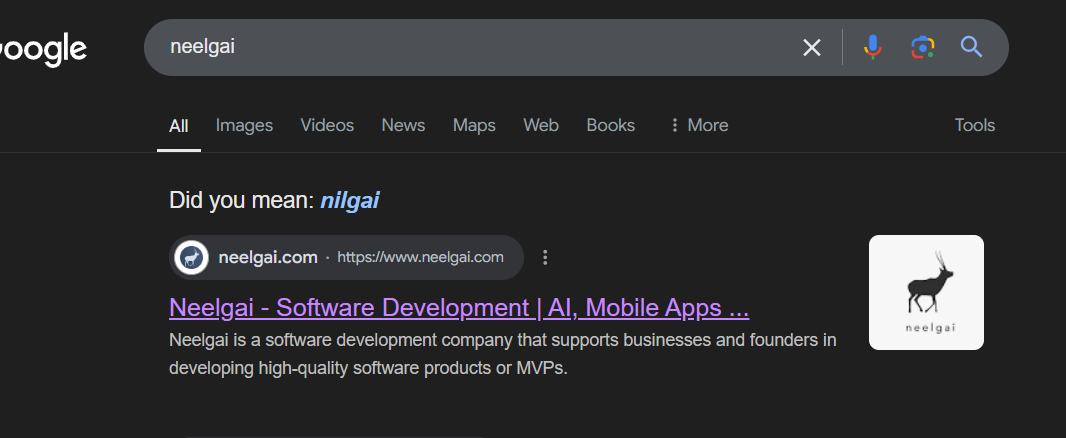 oogle
neelgai
All Images Videos News Maps Web Books More Tools
Did you mean: nilgai
neelgai.com · https://www.neelgai.com
Neelgai - Software Development | AI, Mobile Apps ...
Neelgai is a software development company that supports businesses and founders in
developing high-quality software products or MVPs.
neelgai